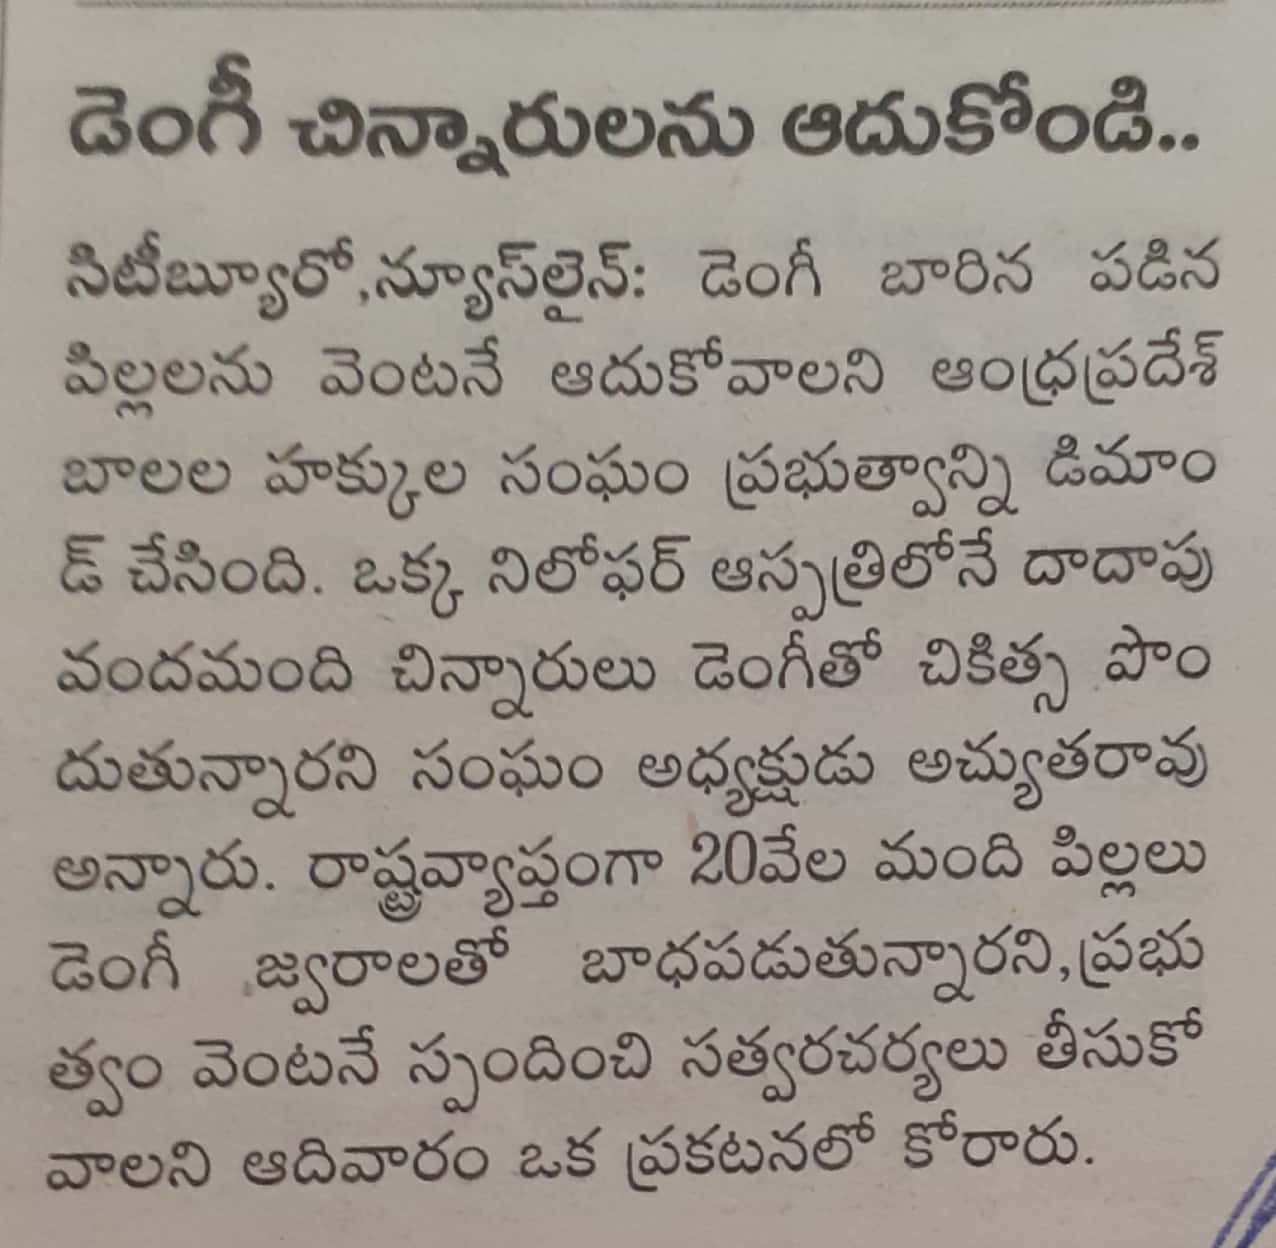 డెంగీ చిన్నారులను ఆదుకోండి..
సిటీబ్యూరో,న్యూస్‌లైన్: డెంగీ బారిన పడిన
పిల్లలను వెంటనే ఆదుకోవాలని ఆంధ్రప్రదేశ్
బాలల హక్కుల సంఘం ప్రభుత్వాన్ని డిమాం
డ్ చేసింది. ఒక్క నిలోఫర్ ఆస్పత్రిలోనే దాదాపు
వందమంది చిన్నారులు డెంగీతో చికిత్స పొం
దుతున్నారని సంఘం అధ్యక్షుడు అచ్యుతరావు
అన్నారు. రాష్ట్రవ్యాప్తంగా 20వేల మంది పిల్లలు
డెంగీ జ్వరాలతో బాధపడుతున్నారని,ప్రభు
త్వం వెంటనే స్పందించి సత్వరచర్యలు తీసుకో
వాలని ఆదివారం ఒక ప్రకటనలో కోరారు.